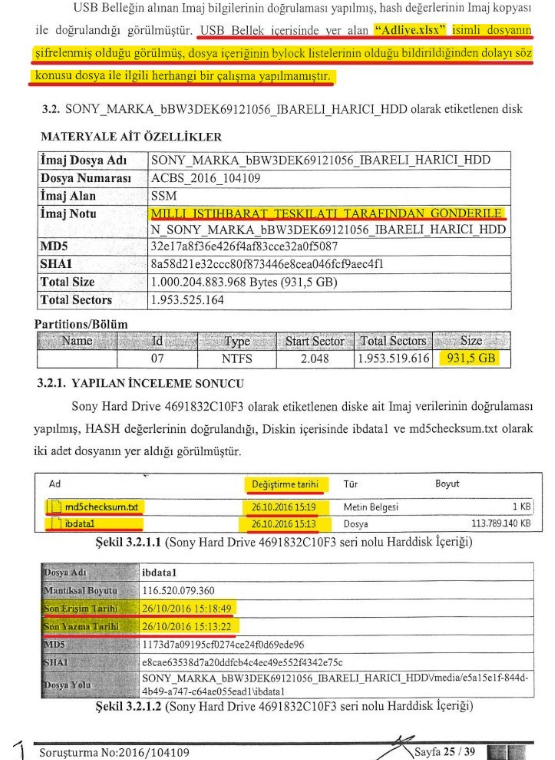 USB Belleğin alınan Imaj bilgilerinin doğrulaması yapılmış, hash değerlerinin Imaj kopyası
ile doğrulandığı görülmüştür. USB Bellek içerisinde yer alan "Adlive.xlsx" isimli dosyanın
şifrelenmiş olduğu görülmüş, dosya içeriğinin bylock listelerinin olduğu bildirildiğinden dolayı söz
konusu dosya ile ilgili herhangi bir çalışma yapılmamıştır.
3.2. SONY_MARKA_bBW3DEK69121056_IBARELI_HARICI_HDD olarak etiketlenen disk
MATERYALE AİT ÖZELLİKLER
İmaj Dosya Adı SONY_MARKA_bBW3DEK69121056_IBARELI_HARICI_HDD
Dosya Numarası ACBS_2016_104109
İmaj Alan SSM
İmaj Notu MILLI_ISTIHBARAT_TESKILATI_TARAFINDAN_GONDERILE
N_SONY_MARKA_bBW3DEK69121056_IBARELI_HARICI_HDD
MD5 32e17a8f36e426f4af83cce32a0f5087
SHA1 8a58d21e32ccc80f873446e8cea046fcf9aec4f1
Total Size 1.000.204.883.968 Bytes (931,5 GB)
Total Sectors 1.953.525.164
Partitions/Bölüm
Name Id Type Start Sector Total Sectors Size
07 NTFS 2.048 1.953.519.616 931,5 GB
3.2.1. YAPILAN İNCELEME SONUCU
Sony Hard Drive 4691832C10F3 olarak etiketlenen diske ait Imaj verilerinin doğrulaması
yapılmış, HASH değerlerinin doğrulandığı, Diskin içerisinde ibdata1 ve md5checksum.txt olarak
iki adet dosyanın yer aldığı görülmüştür.
Ad Değiştirme tarihi Tür Boyut
md5checksum.txt 26.10.2016 15:19 Metin Belgesi 1 KB
ibdata1 26.10.2016 15:13 Dosya 113.789.140 KB
Şekil 3.2.1.1 (Sony Hard Drive 4691832C10F3 seri nolu Harddisk İçeriği)
Dosya Adı ibdata1
Mantıksal Boyutu 116.520.079.360
Son Erişim Tarihi 26/10/2016 15:18:49
Son Yazma Tarihi 26/10/2016 15:13:22
MD5 1173d7a09195cf0274ce24f0d69ede96
SHA1 e8cae63538d7a20ddfcb4c4ec49e552f4342e75c
Dosya Yolu SONY_MARKA_bBW3DEK69121056_IBARELI_HARICI_HDD\/media/e5a15e1f-844d-
4b49-a747-c64ae055ead1\ibdata1
Şekil 3.2.1.2 (Sony Hard Drive 4691832C10F3 seri nolu Harddisk İçeriği)
Soruşturma No:2016/104109 Sayfa 25 / 39